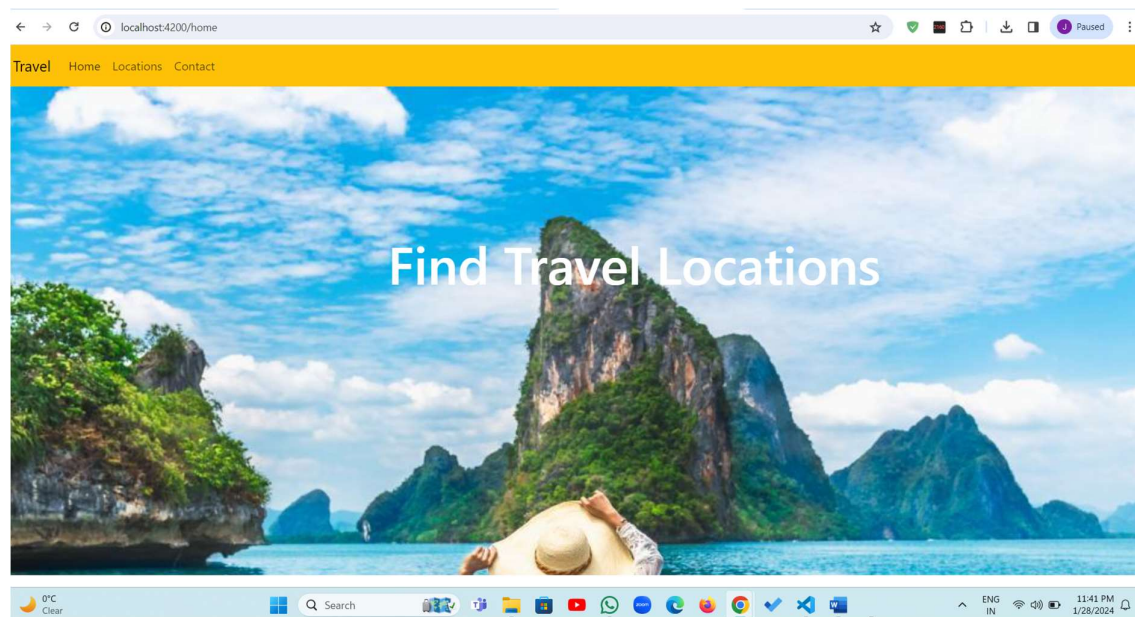 localhost:4200/home
J Paused
Travel Home Locations Contact
Find Travel Locations
0°C
Clear
Search
zoom
W
ENG
IN
11:41 PM
1/28/2024